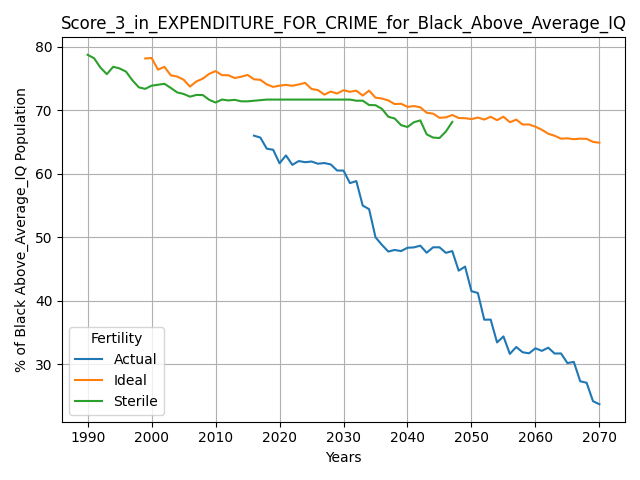 Score_3_in_EXPENDITURE_FOR_CRIME_for_Black_Above_Average_IQ
% of Black Above_Average_IQ Population
80
70
60
50
40
30
Fertility
Actual
Ideal
Sterile
1990 2000 2010 2020 2030 2040 2050 2060 2070
Years